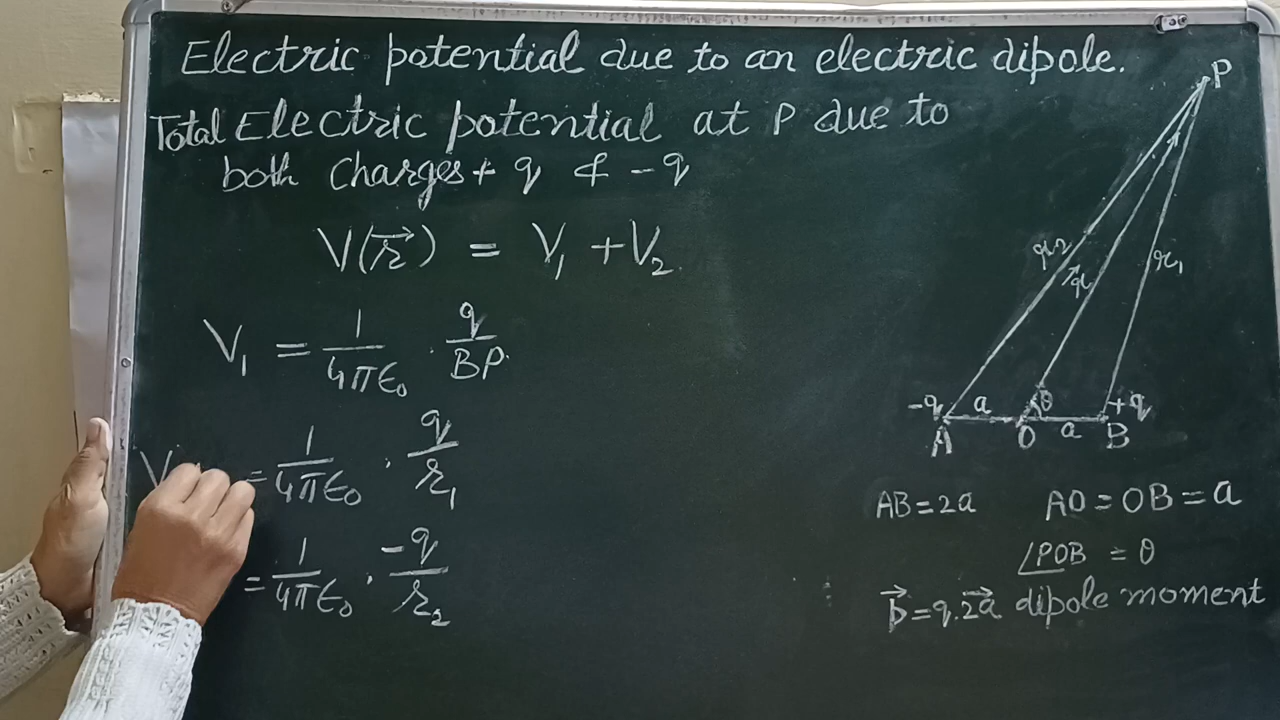 Electric potential due to an electric dipole.
Total Electric potential at P due to
both charges + q & -q
V(r⃗) = V₁ + V₂
V₁ = 1/4πϵ₀ . q/BP.
V = 1/4πϵ₀ . q/r₁
= 1/4πϵ₀ . -q/r₂
P
r₂
r⃗
r₁
-q a θ +q
A O a B
AB = 2a AO = OB = a
∠POB = θ
p⃗ = q.2a⃗ dipole moment